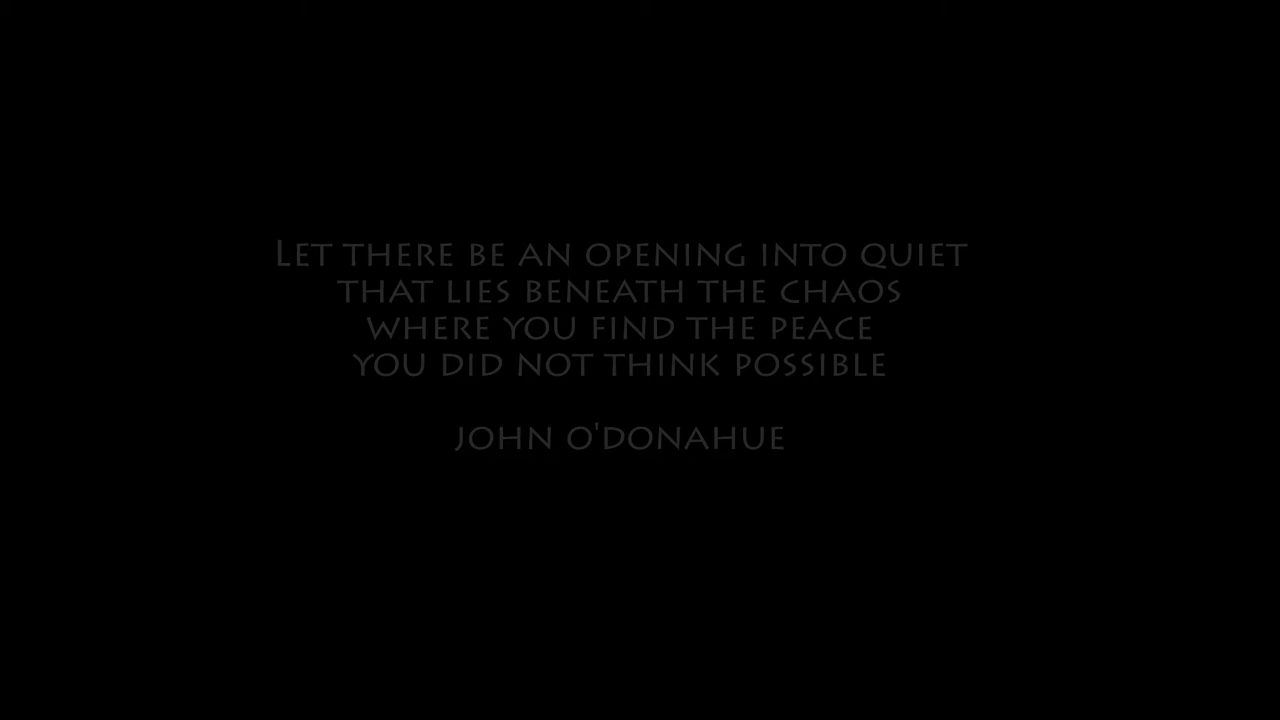 Let there be an opening into quiet
that lies beneath the chaos
where you find the peace
you did not think possible
John O'Donahue